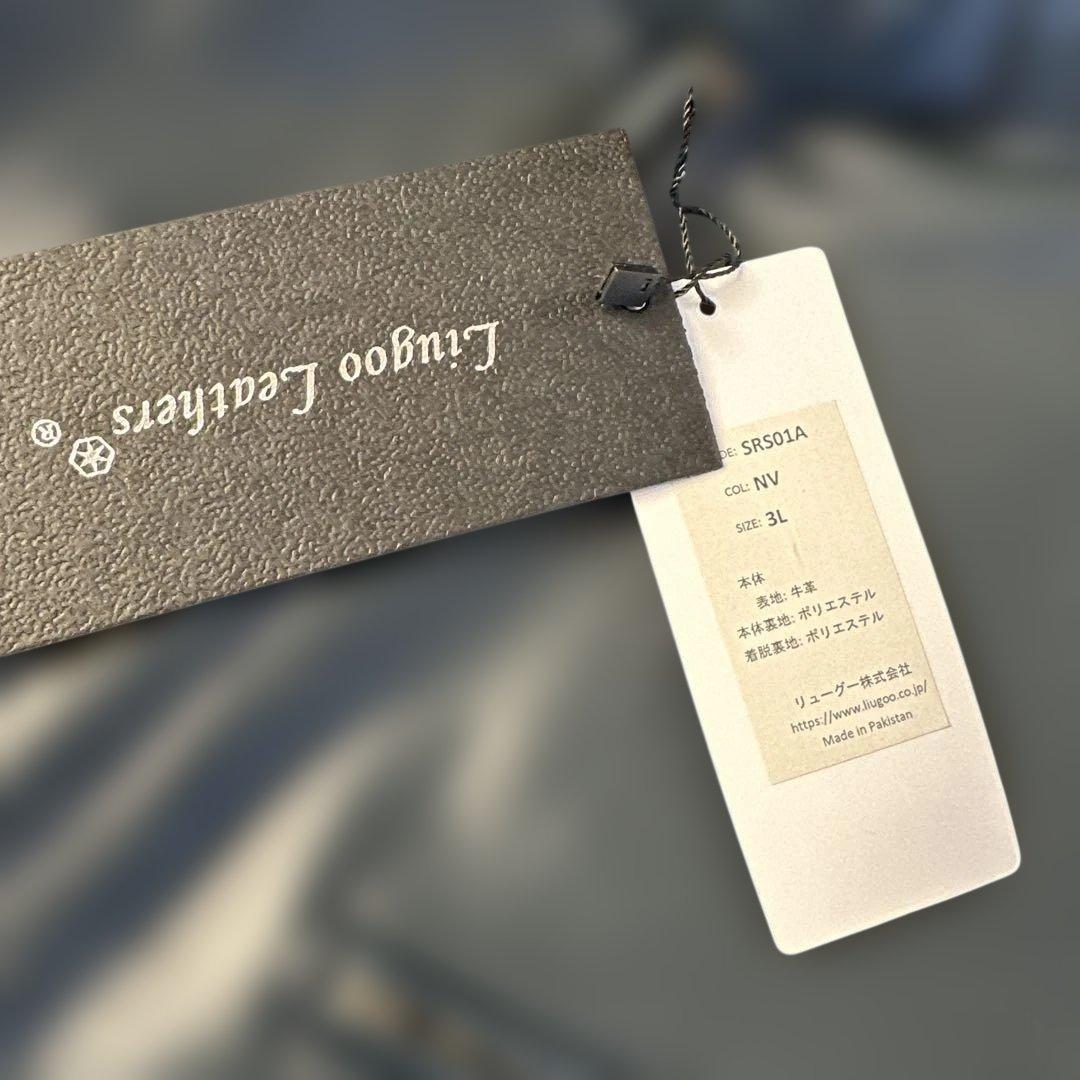 Liugoo Leathers
®
DE: SRS01A
COL: NV
SIZE: 3L
本体
表地: 牛革
本体裏地: ポリエステル
着脱裏地: ポリエステル
リューグー株式会社
https://www.liugoo.co.jp/
Made in Pakistan